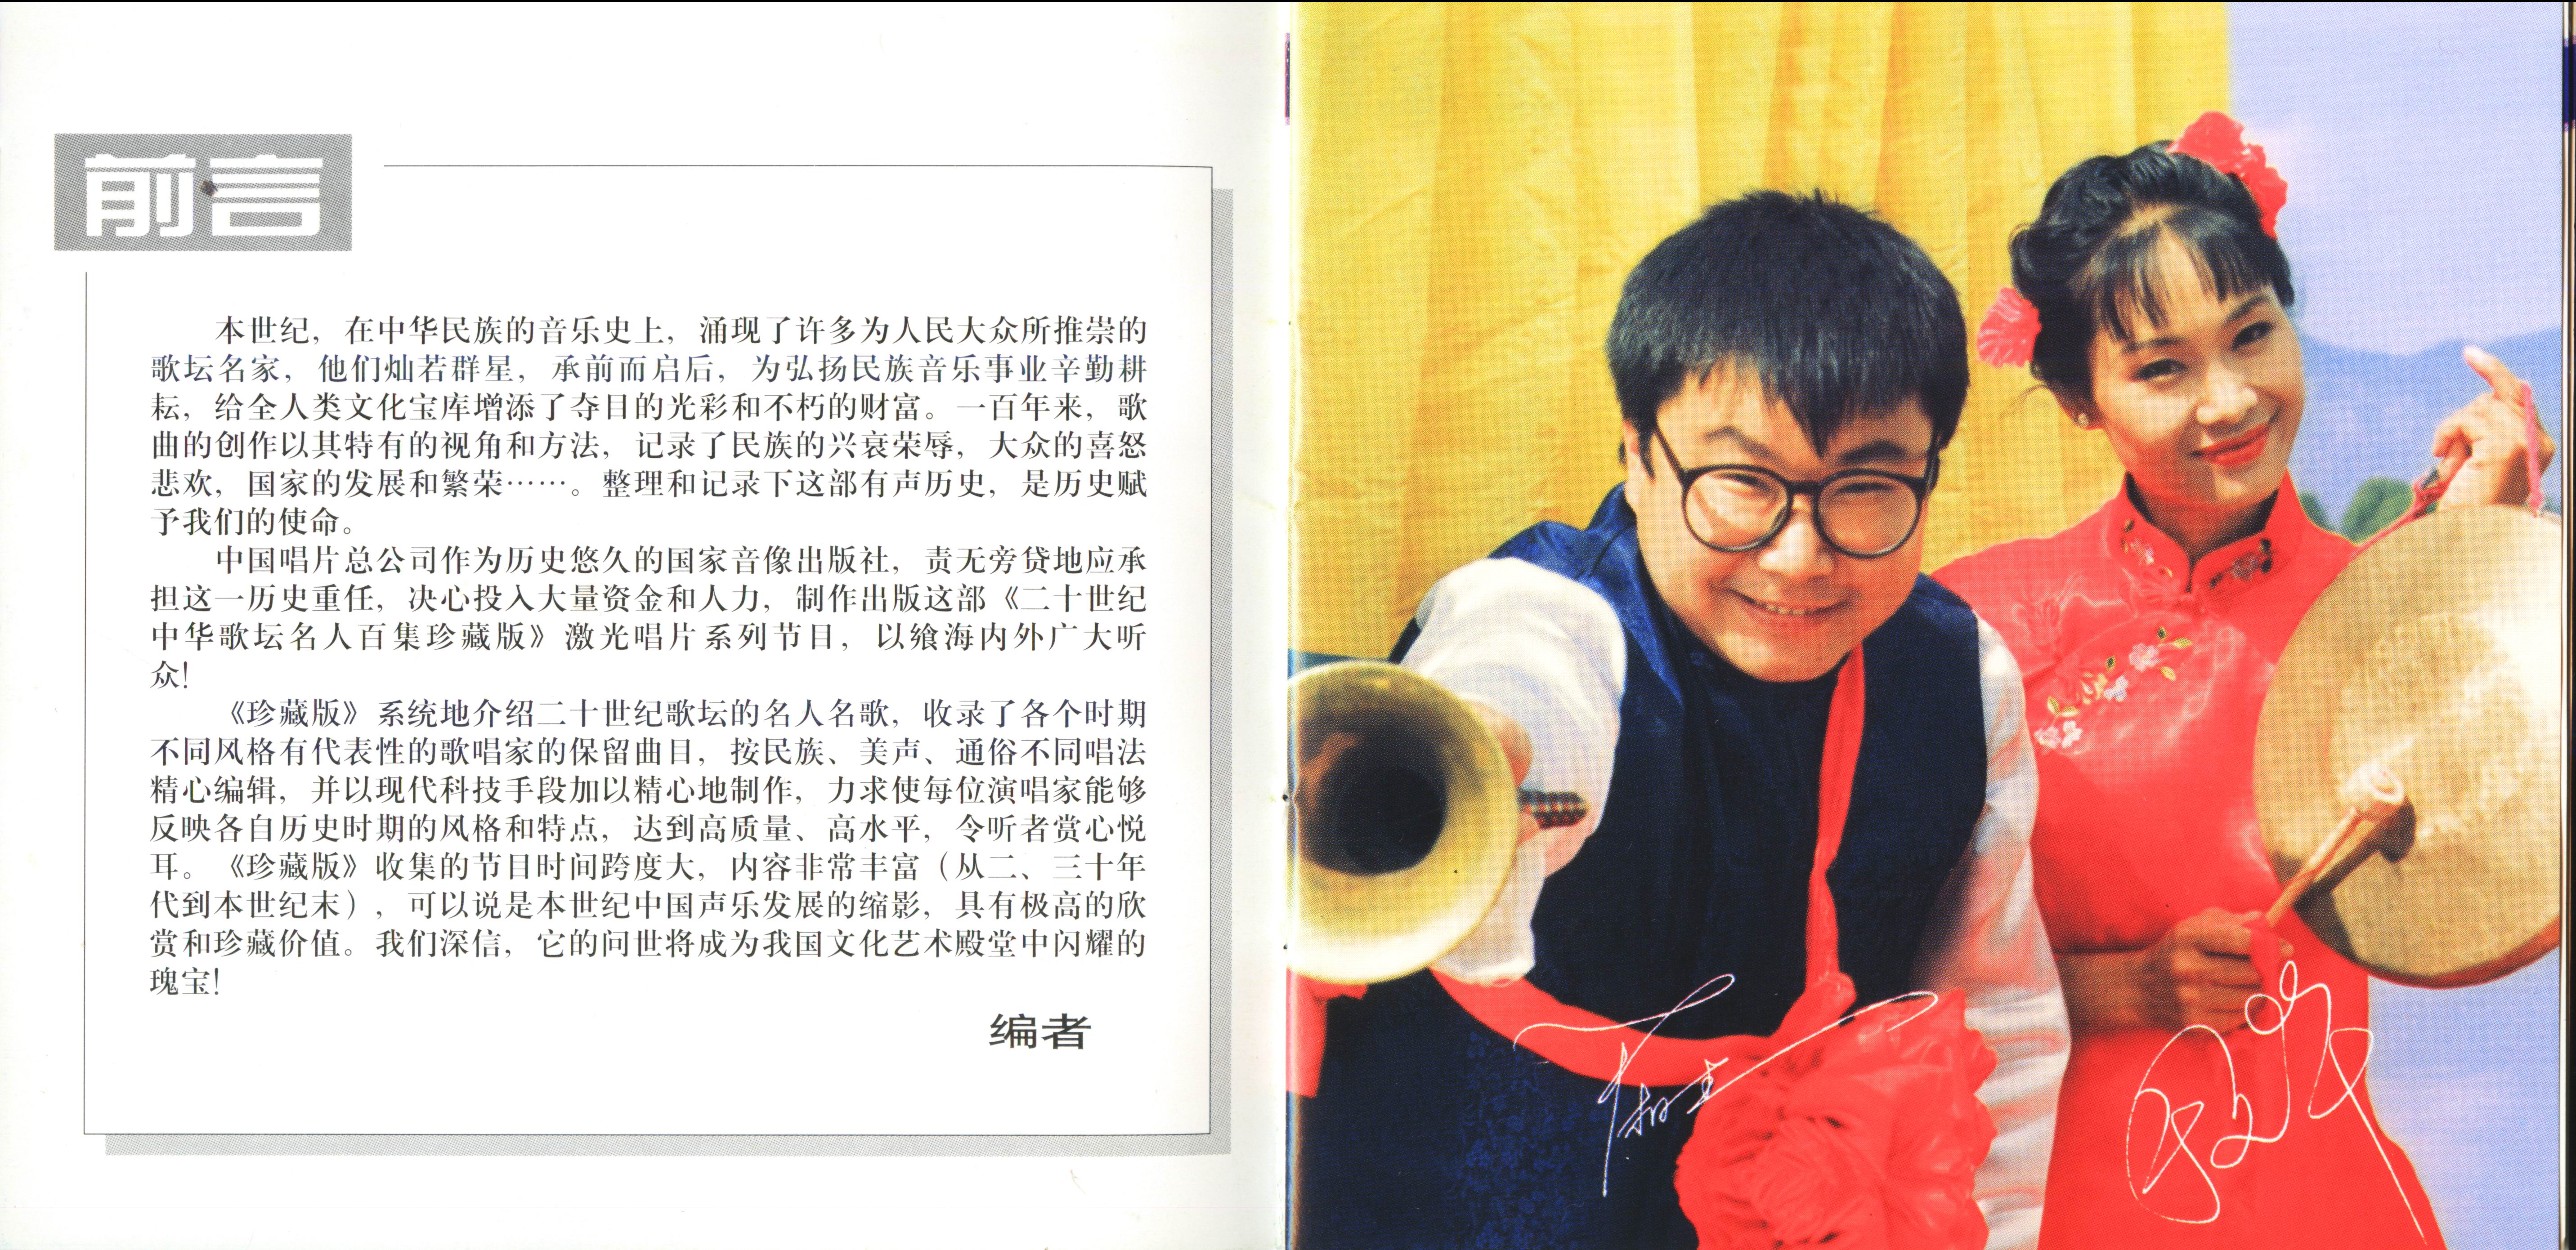 前言
本世纪，在中华民族的音乐史上，涌现了许多为人民大众所推崇的
歌坛名家，他们灿若群星，承前而启后，为弘扬民族音乐事业辛勤耕
耘，给全人类文化宝库增添了夺目的光彩和不朽的财富。一百年来，歌
曲的创作以其特有的视角和方法，记录了民族的兴衰荣辱，大众的喜怒
悲欢，国家的发展和繁荣……。整理和记录下这部有声历史，是历史赋
予我们的使命。
中国唱片总公司作为历史悠久的国家音像出版社，责无旁贷地应承
担这一历史重任，决心投入大量资金和人力，制作出版这部《二十世纪
中华歌坛名人百集珍藏版》激光唱片系列节目，以飨海内外广大听
众！
《珍藏版》系统地介绍二十世纪歌坛的名人名歌，收录了各个时期
不同风格有代表性的歌唱家的保留曲目，按民族、美声、通俗不同唱法
精心编辑，并以现代科技手段加以精心地制作，力求使每位演唱家能够
反映各自历史时期的风格和特点，达到高质量、高水平，令听者赏心悦
耳。《珍藏版》收集的节目时间跨度大，内容非常丰富（从二、三十年
代到本世纪末），可以说是本世纪中国声乐发展的缩影，具有极高的欣
赏和珍藏价值。我们深信，它的问世将成为我国文化艺术殿堂中闪耀的
瑰宝！
编者